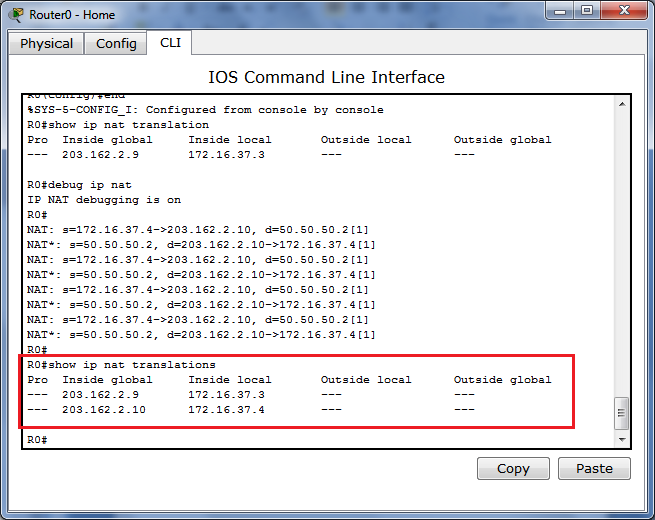 Router0 - Home
Physical Config CLI
IOS Command Line Interface
R0(config)#end
%SYS-5-CONFIG_I: Configured from console by console
R0#show ip nat translation
Pro  Inside global     Inside local       Outside local      Outside global
---  203.162.2.9       172.16.37.3        ---                ---
R0#debug ip nat
IP NAT debugging is on
R0#
NAT: s=172.16.37.4->203.162.2.10, d=50.50.50.2[1]
NAT*: s=50.50.50.2, d=203.162.2.10->172.16.37.4[1]
NAT: s=172.16.37.4->203.162.2.10, d=50.50.50.2[1]
NAT*: s=50.50.50.2, d=203.162.2.10->172.16.37.4[1]
NAT: s=172.16.37.4->203.162.2.10, d=50.50.50.2[1]
NAT*: s=50.50.50.2, d=203.162.2.10->172.16.37.4[1]
NAT: s=172.16.37.4->203.162.2.10, d=50.50.50.2[1]
NAT*: s=50.50.50.2, d=203.162.2.10->172.16.37.4[1]
R0#
R0#show ip nat translations
Pro  Inside global     Inside local       Outside local      Outside global
---  203.162.2.9       172.16.37.3        ---                ---
---  203.162.2.10      172.16.37.4        ---                ---
R0#
Copy Paste